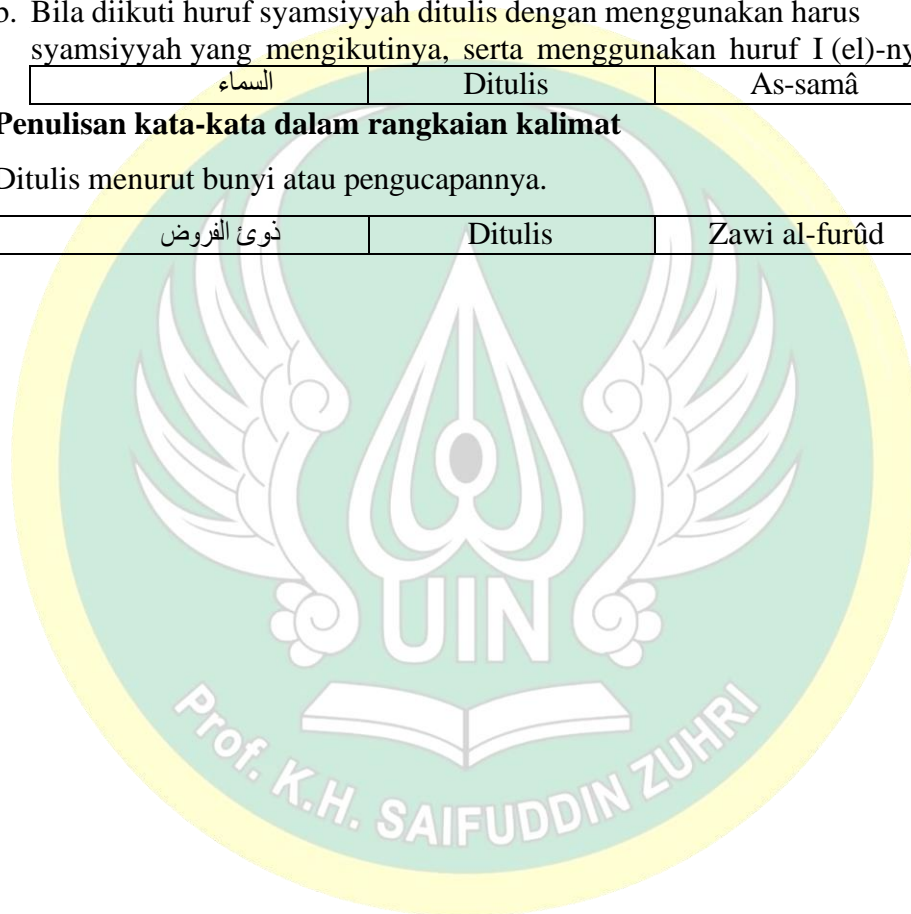 b. Bila diikuti huruf syamsiyyah ditulis dengan menggunakan harus
syamsiyyah yang mengikutinya, serta menggunakan huruf I (el)-ny
السماء Ditulis As-samâ
Penulisan kata-kata dalam rangkaian kalimat
Ditulis menurut bunyi atau pengucapannya.
ذوئ الفروض Ditulis Zawi al-furûd
UIN
Prof. K.H. SAIFUDDIN ZUHRI